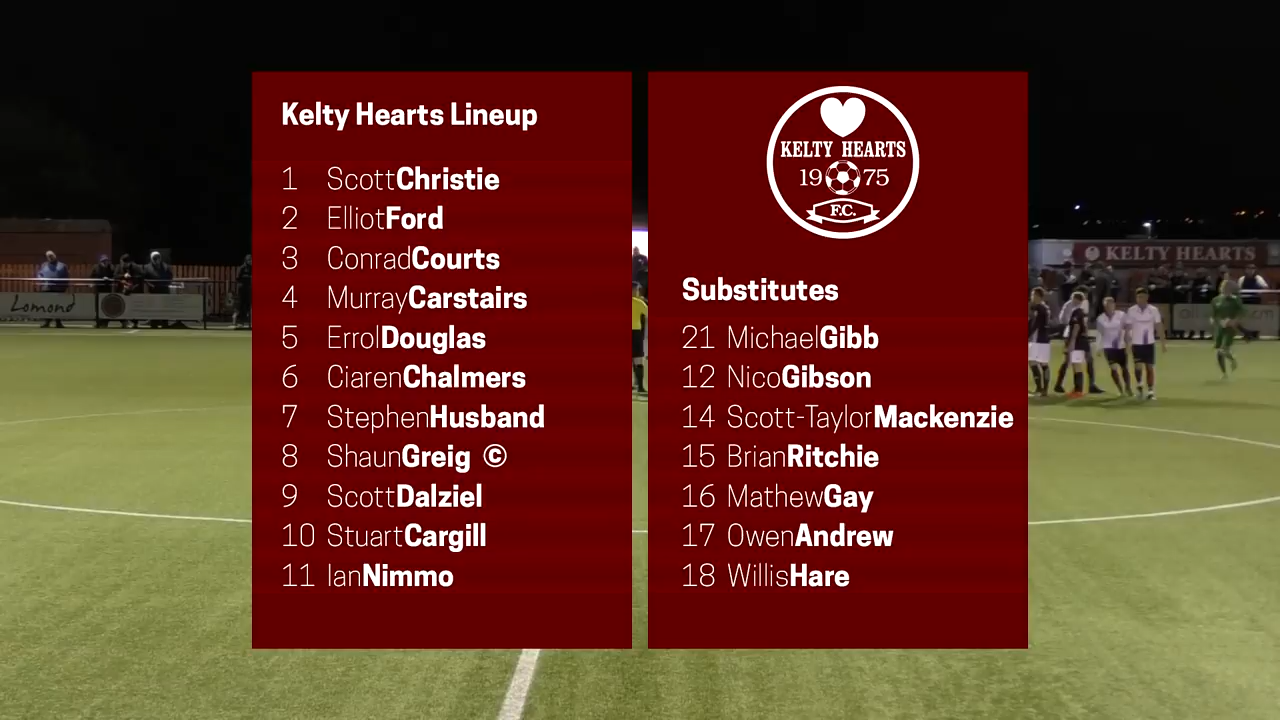 Kelty Hearts Lineup
1 ScottChristie
2 ElliotFord
3 ConradCourts
4 MurrayCarstairs
5 ErrolDouglas
6 CiarenChalmers
7 StephenHusband
8 ShaunGreig ©
9 ScottDalziel
10 StuartCargill
11 IanNimmo
KELTY HEARTS
1975
F.C.
Substitutes
21 MichaelGibb
12 NicoGibson
14 Scott-TaylorMackenzie
15 BrianRitchie
16 MathewGay
17 OwenAndrew
18 WillisHare
Lomond
KELTY HEARTS